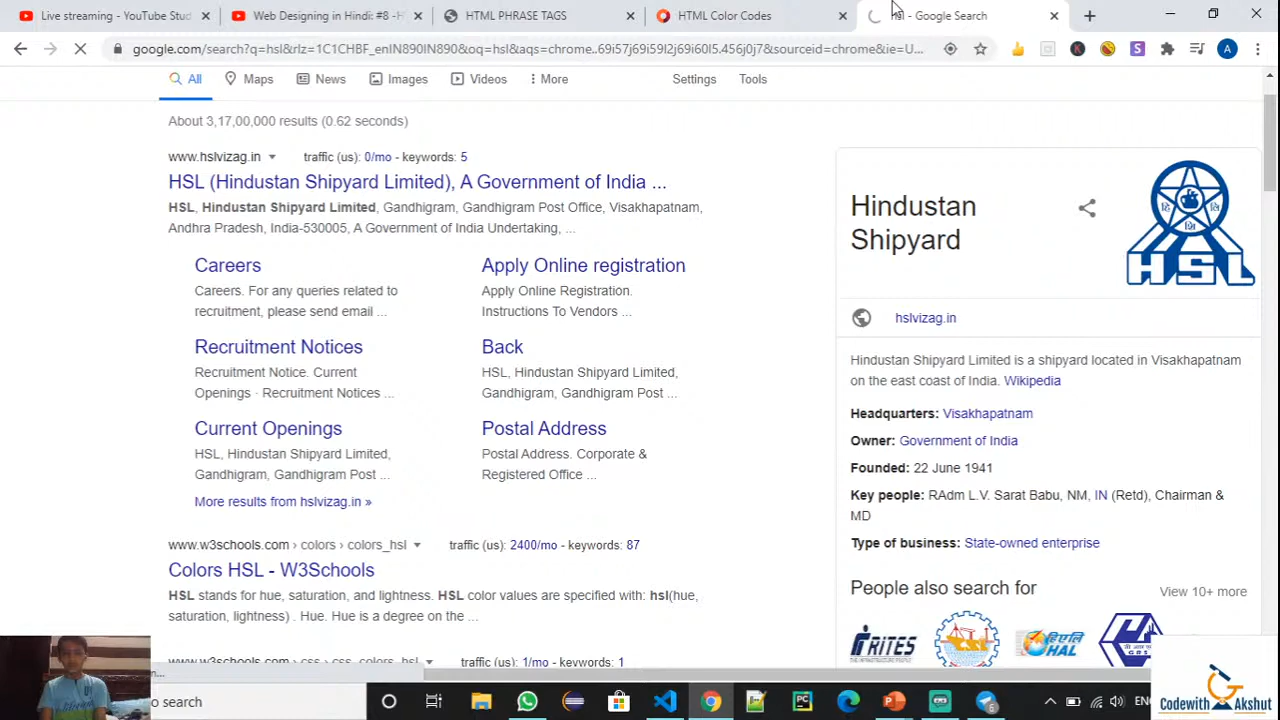 Live streaming - YouTube Stud
Web Designing in Hindi: #8 - H
HTML PHRASE TAGS
HTML Color Codes
hsl - Google Search
google.com/search?q=hsl&rlz=1C1CHBF_enIN890IN890&oq=hsl&aqs=chrome..69i57j69i59l2j69i60l5.456j0j7&sourceid=chrome&ie=U...
A
All
Maps
News
Images
Videos
More
Settings
Tools
About 3,17,00,000 results (0.62 seconds)
www.hslvizag.in traffic (us): 0/mo - keywords: 5
HSL (Hindustan Shipyard Limited), A Government of India ...
HSL, Hindustan Shipyard Limited, Gandhigram, Gandhigram Post Office, Visakhapatnam,
Andhra Pradesh, India-530005, A Government of India Undertaking, ...
Careers
Careers. For any queries related to
recruitment, please send email ...
Apply Online registration
Apply Online Registration.
Instructions To Vendors ...
Recruitment Notices
Recruitment Notice. Current
Openings · Recruitment Notices ...
Back
HSL, Hindustan Shipyard Limited,
Gandhigram, Gandhigram Post ...
Current Openings
HSL, Hindustan Shipyard Limited,
Gandhigram, Gandhigram Post ...
Postal Address
Postal Address. Corporate &
Registered Office ...
More results from hslvizag.in »
www.w3schools.com › colors › colors_hsl traffic (us): 2400/mo - keywords: 87
Colors HSL - W3Schools
HSL stands for hue, saturation, and lightness. HSL color values are specified with: hsl(hue,
saturation, lightness) . Hue. Hue is a degree on the ...
www.w3schools.com › css › css_colors_hsl traffic (us): 1/mo - keywords: 1
Hindustan
Shipyard
HSL
hslvizag.in
Hindustan Shipyard Limited is a shipyard located in Visakhapatnam
on the east coast of India. Wikipedia
Headquarters: Visakhapatnam
Owner: Government of India
Founded: 22 June 1941
Key people: RAdm L.V. Sarat Babu, NM, IN (Retd), Chairman &
MD
Type of business: State-owned enterprise
People also search for
View 10+ more
RITES
HAL
GRS
o search
ENG
Codewith Akshut